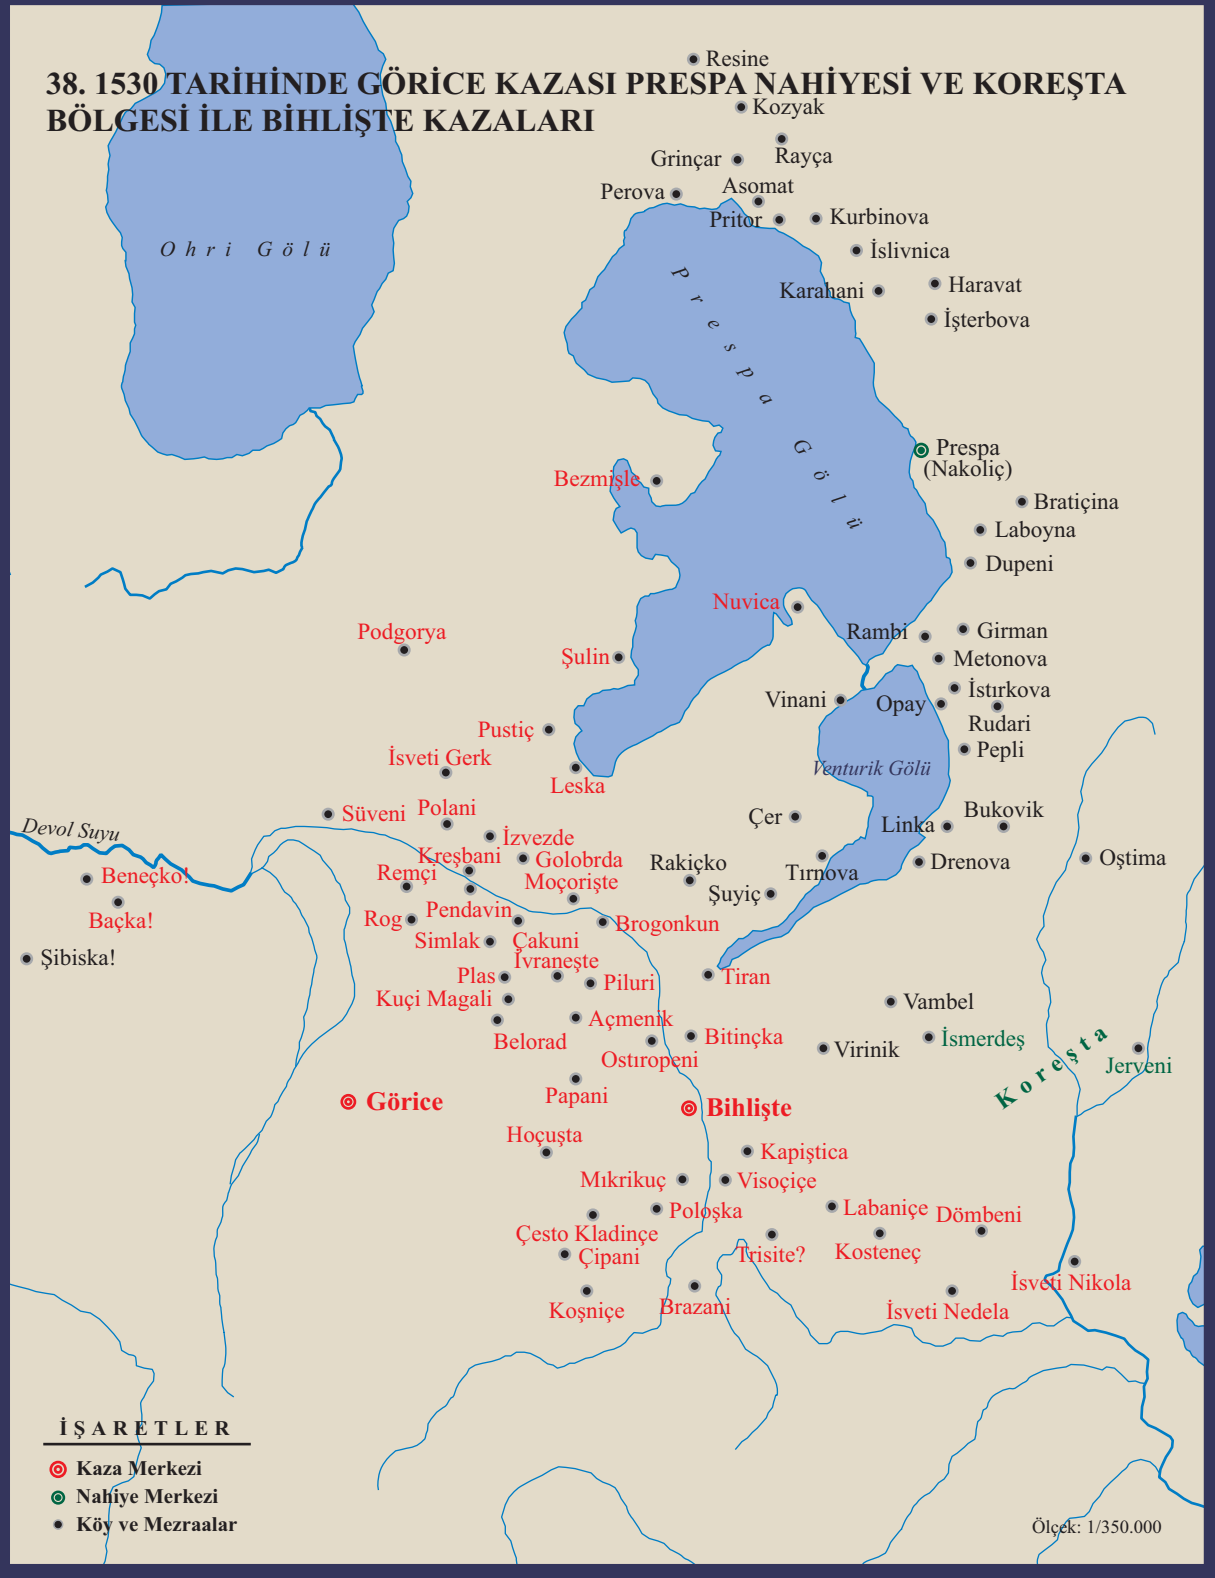 38. 1530 TARİHİNDE GÖRİCE KAZASI PRESPA NAHİYESİ VE KOREŞTA
BÖLGESİ İLE BİHLİŞTE KAZALARI
Resine
Kozyak
Rayça
Grinçar
Asomat
Perova
Pritor
Kurbinova
Ohri Gölü
İslivnica
Karahani
Haravat
İşterbova
Prespa Gölü
Prespa
(Nakoliç)
Bezmişle
Bratiçina
Laboyna
Dupeni
Nuvica
Podgorya
Rambi
Girman
Şulin
Metonova
İstırkova
Vinani
Opay
Rudari
Pustiç
Pepli
İsveti Gerk
Venturik Gölü
Leska
Süveni
Polani
Çer
Bukovik
Linka
Devol Suyu
İzvezde
Kreşbani
Golobrda
Rakiçko
Tırnova
Drenova
Oştima
Beneçko!
Remçi
Moçorişte
Şuyiç
Baçka!
Rog
Pendavin
Brogonkun
Simlak
Çakuni
Şibiska!
İvraneşte
Plas
Piluri
Tiran
Kuçi Magali
Vambel
Açmenik
Belorad
Bitinçka
İsmerdeş
Ostıropeni
Virinik
Koreşta
Jerveni
Papani
Görice
Bihlişte
Hoçuşta
Kapiştica
Mıkrikuç
Visoçiçe
Poloşka
Labaniçe
Dömbeni
Çesto Kladinçe
Çipani
Trisite?
Kosteneç
İsveti Nikola
Koşniçe
Brazani
İsveti Nedela
İŞARETLER
Kaza Merkezi
Nahiye Merkezi
Köy ve Mezraalar
Ölçek: 1/350.000